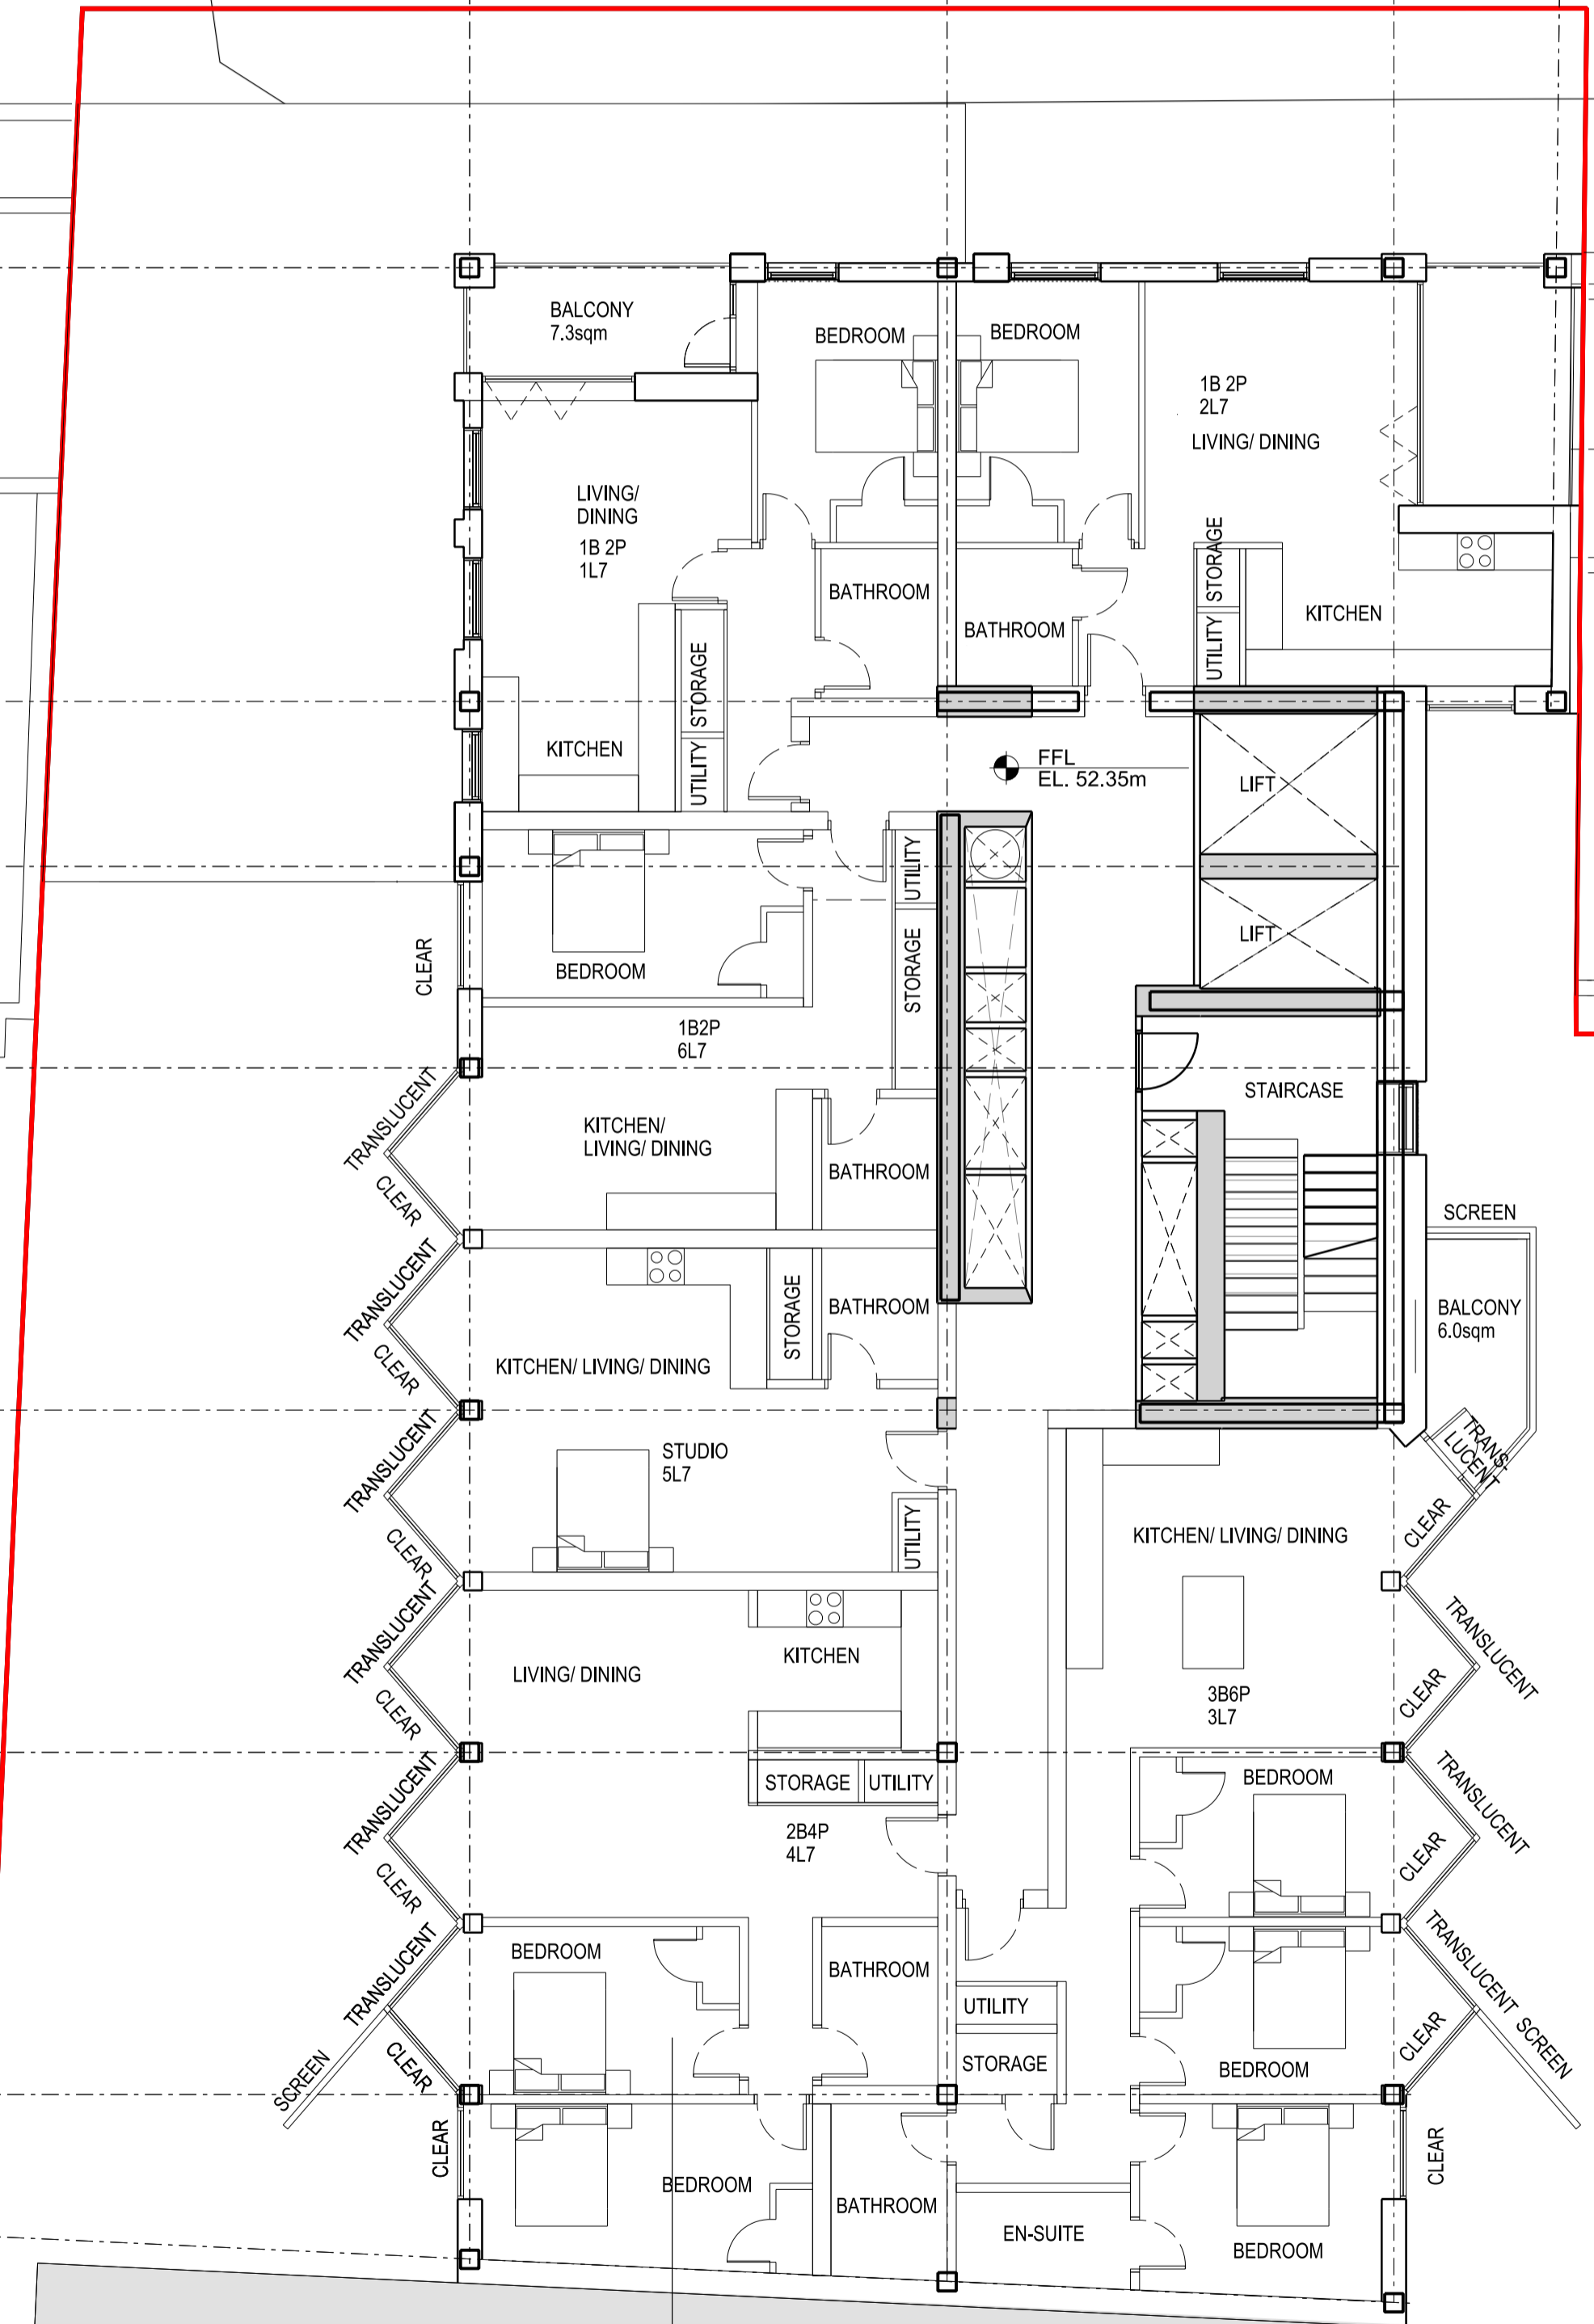 BALCONY
7.3sqm
BEDROOM
BEDROOM
1B 2P
2L7
LIVING/ DINING
LIVING/
DINING
1B 2P
1L7
BATHROOM
BATHROOM
STORAGE
UTILITY
KITCHEN
STORAGE
UTILITY
KITCHEN
FFL
EL. 52.35m
LIFT
LIFT
UTILITY
STORAGE
BEDROOM
CLEAR
1B2P
6L7
STAIRCASE
TRANSLUCENT
CLEAR
KITCHEN/
LIVING/ DINING
BATHROOM
SCREEN
TRANSLUCENT
CLEAR
STORAGE
BATHROOM
BALCONY
6.0sqm
KITCHEN/ LIVING/ DINING
TRANSLUCENT
CLEAR
STUDIO
5L7
UTILITY
TRANS.
LUCENT
CLEAR
KITCHEN/ LIVING/ DINING
TRANSLUCENT
CLEAR
LIVING/ DINING
KITCHEN
3B6P
3L7
TRANSLUCENT
CLEAR
STORAGE
UTILITY
BEDROOM
TRANSLUCENT
CLEAR
2B4P
4L7
TRANSLUCENT
CLEAR
BEDROOM
BATHROOM
TRANSLUCENT
CLEAR
SCREEN
UTILITY
STORAGE
BEDROOM
TRANSLUCENT
SCREEN
CLEAR
CLEAR
BEDROOM
BATHROOM
EN-SUITE
BEDROOM
CLEAR